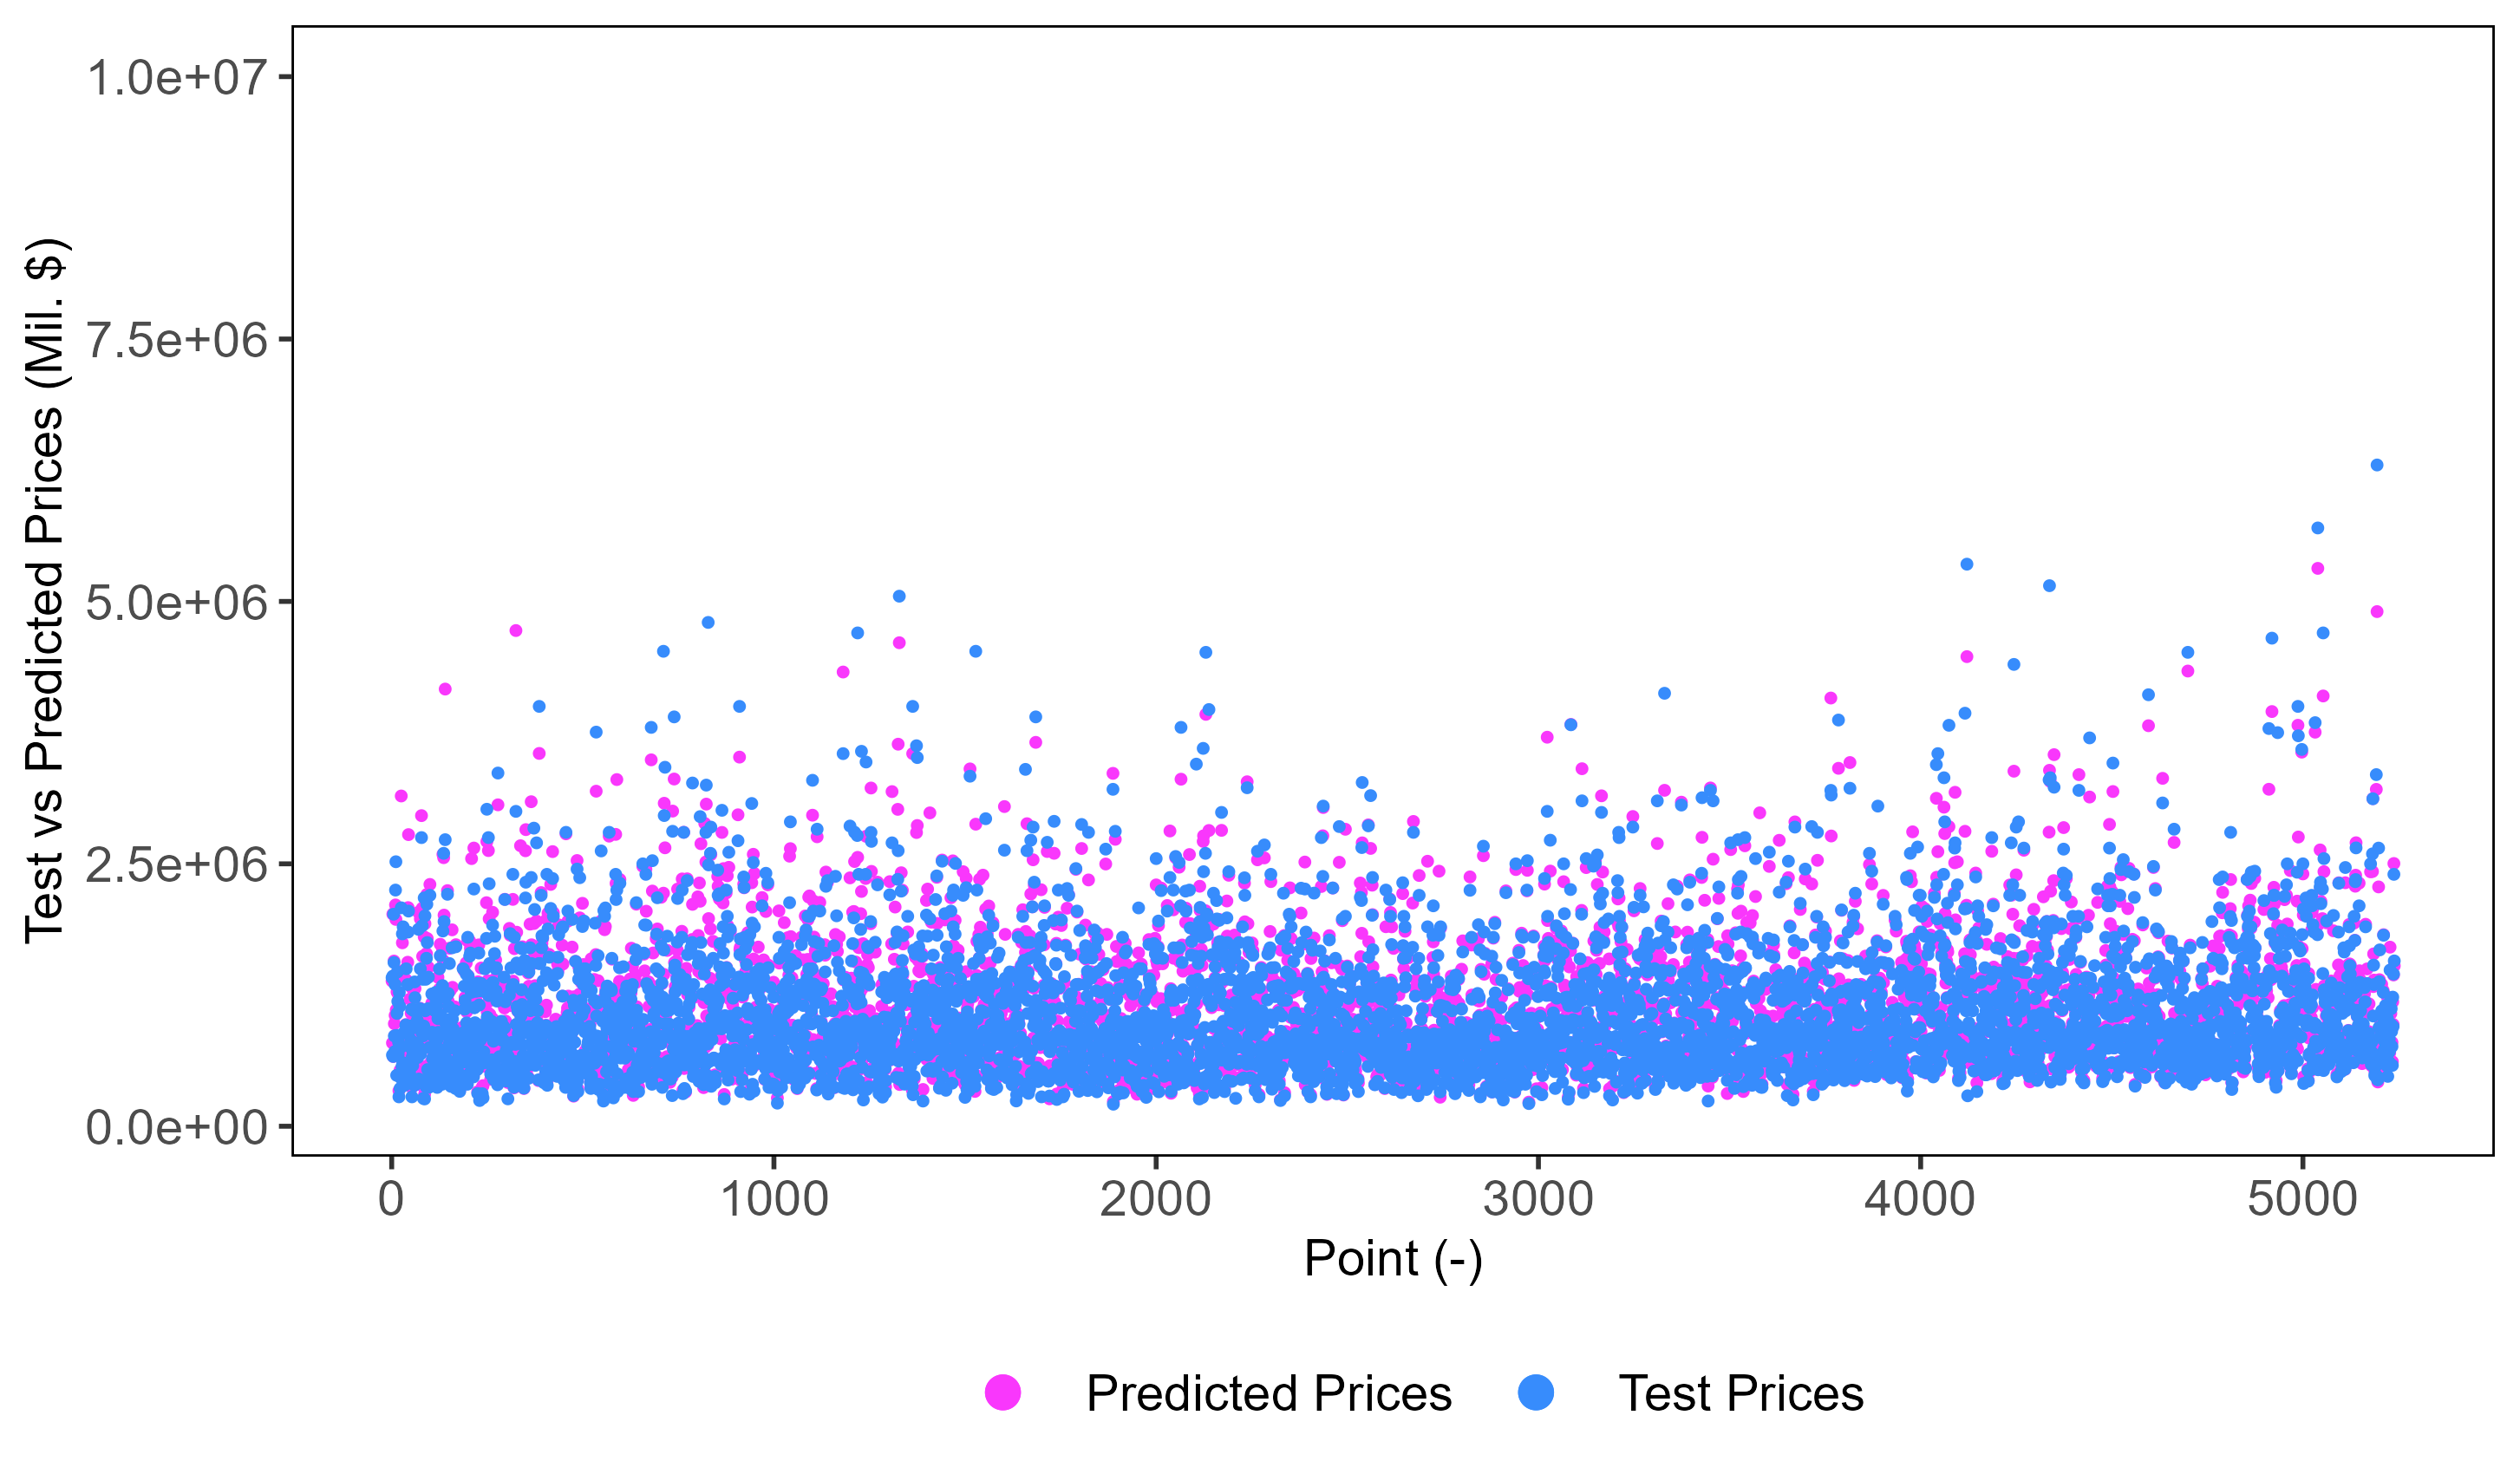 Test vs Predicted Prices (Mil. $)
1.0e+07
7.5e+06
5.0e+06
2.5e+06
0.0e+00
0 1000 2000 3000 4000 5000
Point (-)
Predicted Prices Test Prices